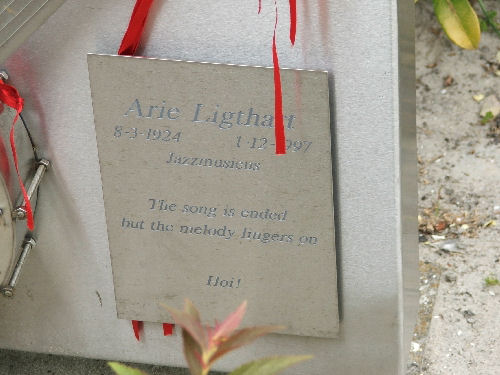 Arie Ligthart
8-3-1924 1-12-1997
Jazzmusicus
The song is ended
but the melody lingers on
Hoi!